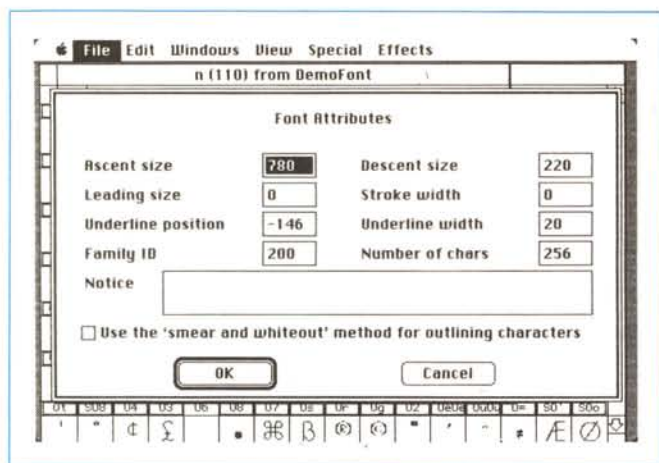 File Edit Windows View Special Effects
n (110) from DemoFont
Font Attributes
Ascent size 780 Descent size 220
Leading size 0 Stroke width 0
Underline position -146 Underline width 20
Family ID 200 Number of chars 256
Notice
Use the 'smear and whiteout' method for outlining characters
OK Cancel
¢ £ ⌘ ß ® © ≠ Æ Ø